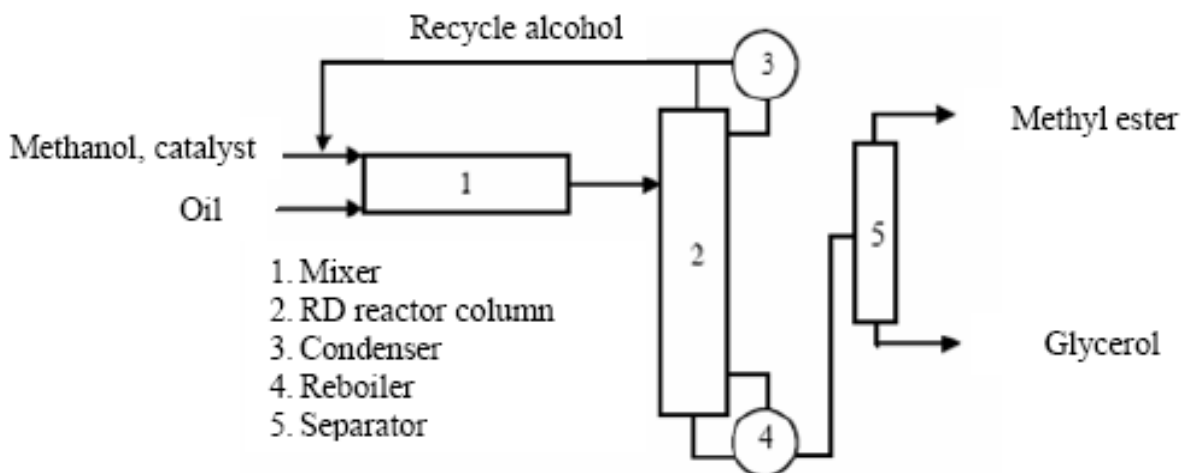 Recycle alcohol
3
Methyl ester
Methanol, catalyst
1
Oil
2
5
1. Mixer
2. RD reactor column
3. Condenser
4. Reboiler
5. Separator
Glycerol
4